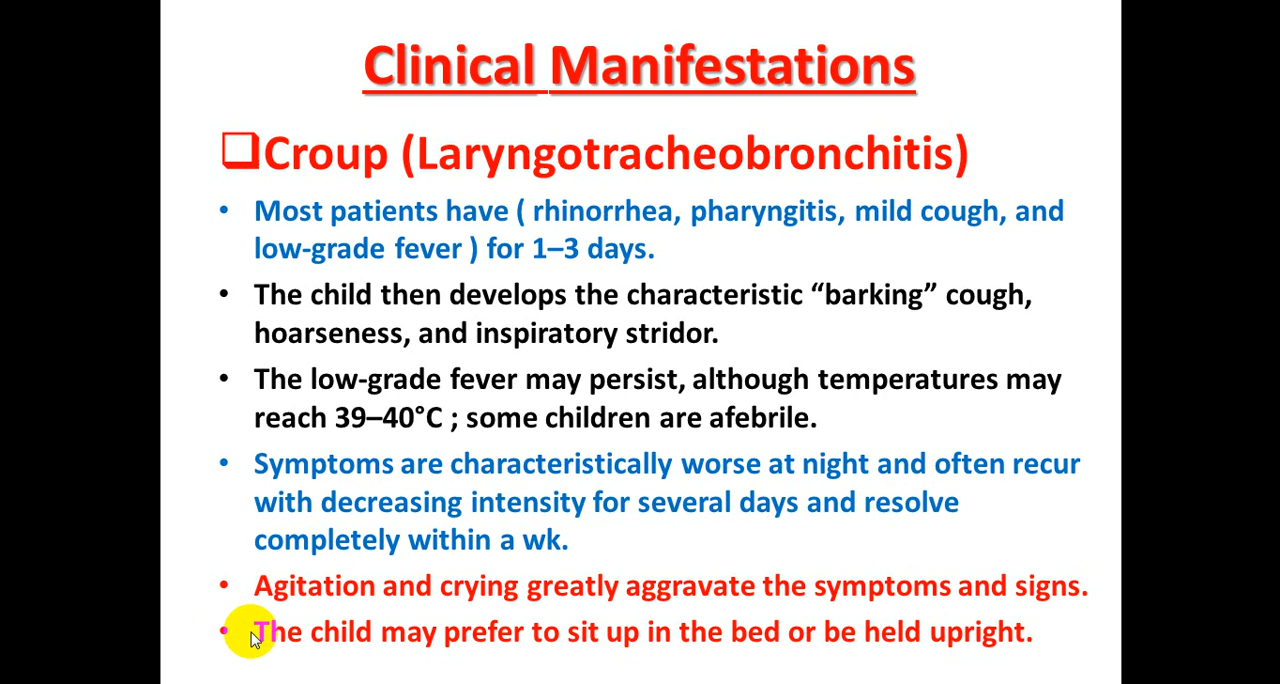 Clinical Manifestations
❑Croup (Laryngotracheobronchitis)
• Most patients have ( rhinorrhea, pharyngitis, mild cough, and
low-grade fever ) for 1–3 days.
• The child then develops the characteristic “barking” cough,
hoarseness, and inspiratory stridor.
• The low-grade fever may persist, although temperatures may
reach 39–40°C ; some children are afebrile.
• Symptoms are characteristically worse at night and often recur
with decreasing intensity for several days and resolve
completely within a wk.
• Agitation and crying greatly aggravate the symptoms and signs.
• The child may prefer to sit up in the bed or be held upright.